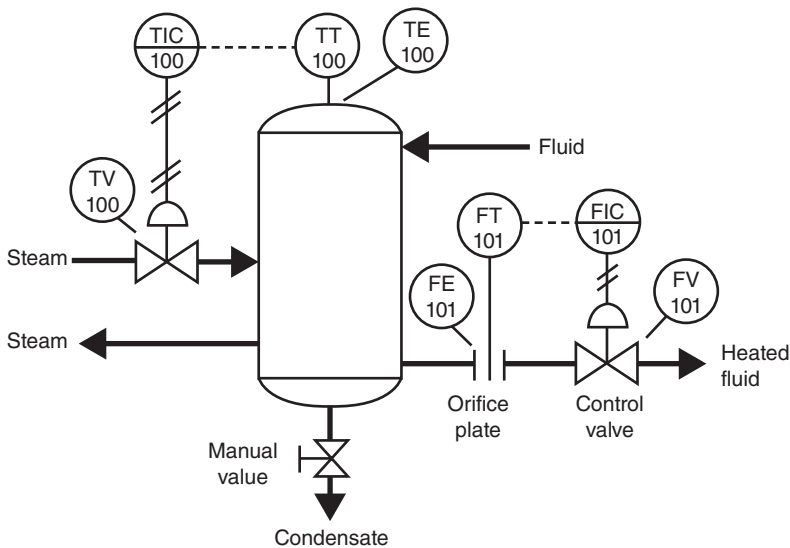 TIC
100
TT
100
TE
100
Fluid
TV
100
FT
101
FIC
101
Steam
FE
101
FV
101
Steam
Heated
fluid
Orifice
plate
Control
valve
Manual
value
Condensate